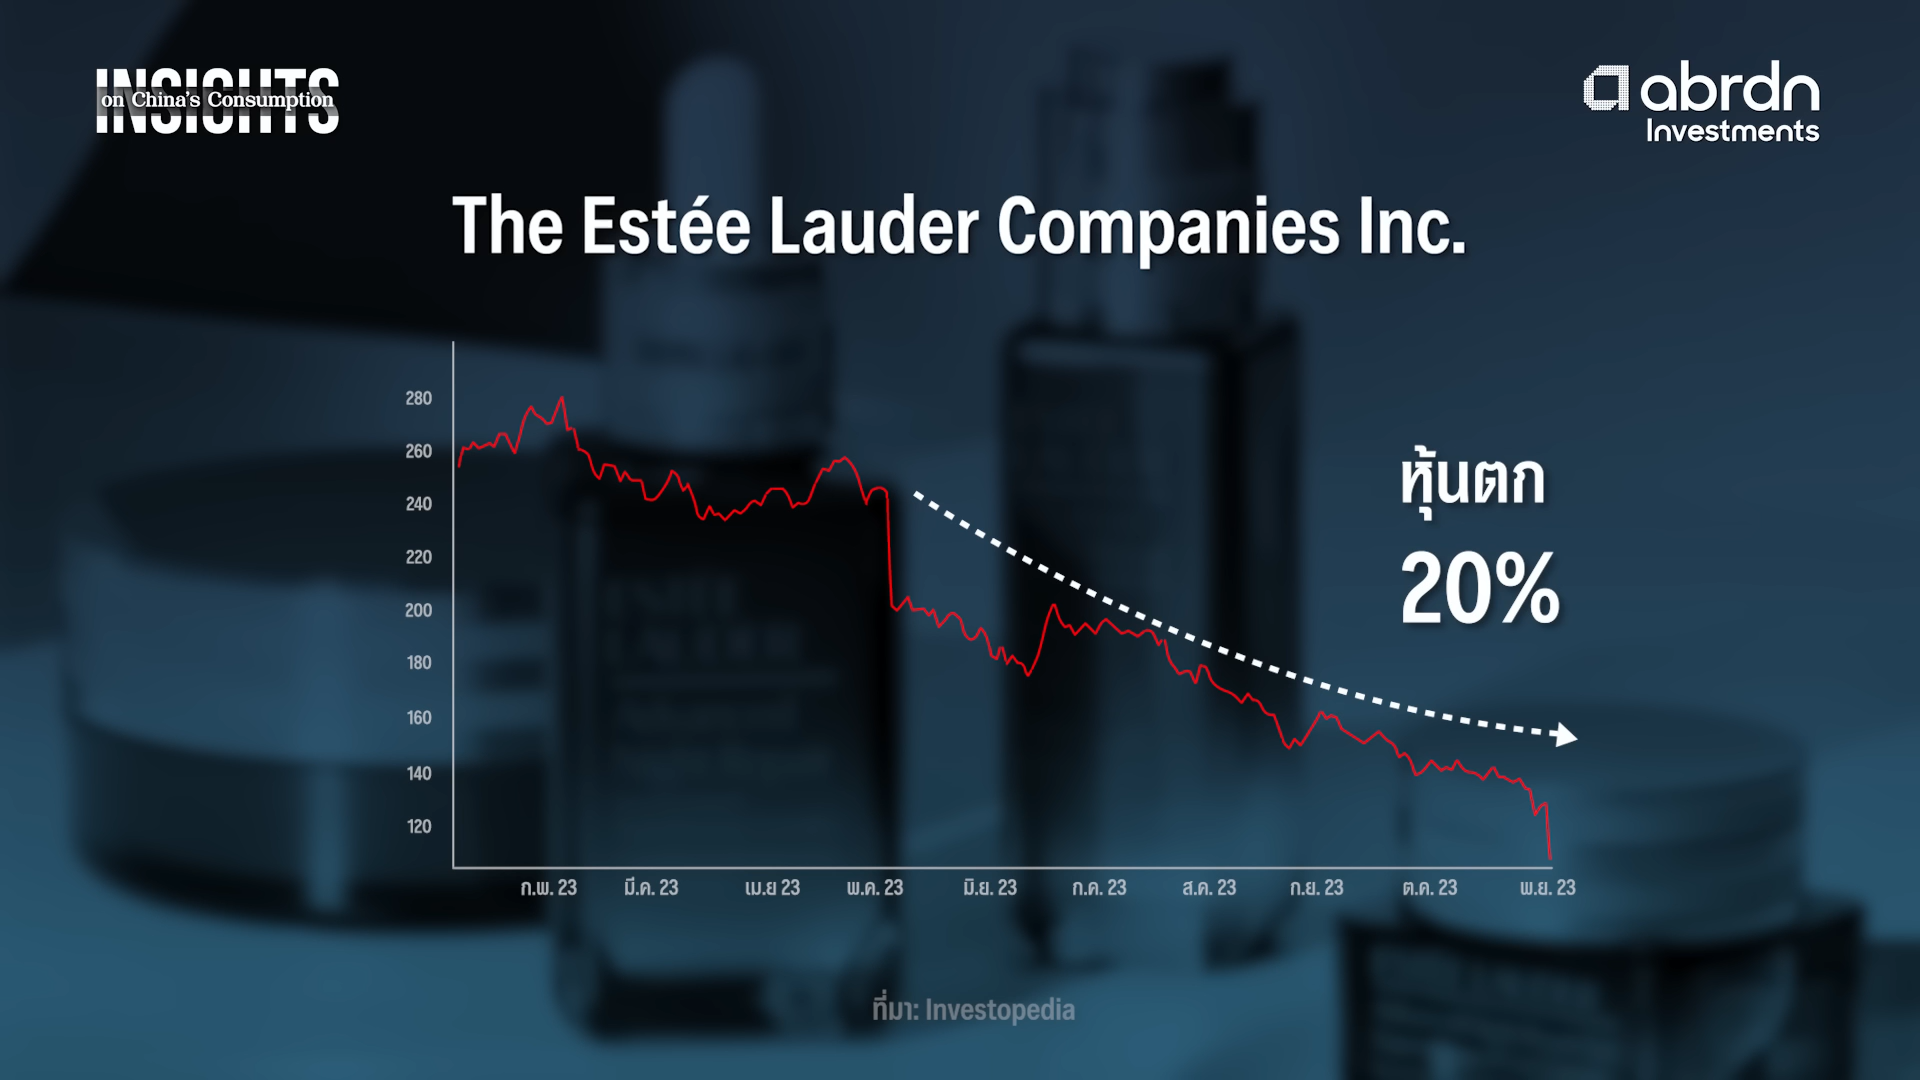 INSIGHTS
on China's Consumption
abrdn
Investments
The Estée Lauder Companies Inc.
280
260
240
220
200
180
160
140
120
หุ้นตก
20%
ก.พ. 23 มี.ค. 23 เม.ย 23 พ.ค. 23 มิ.ย. 23 ก.ค. 23 ส.ค. 23 ก.ย. 23 ต.ค. 23 พ.ย. 23
ที่มา: Investopedia
ESTĒE
LAUDER